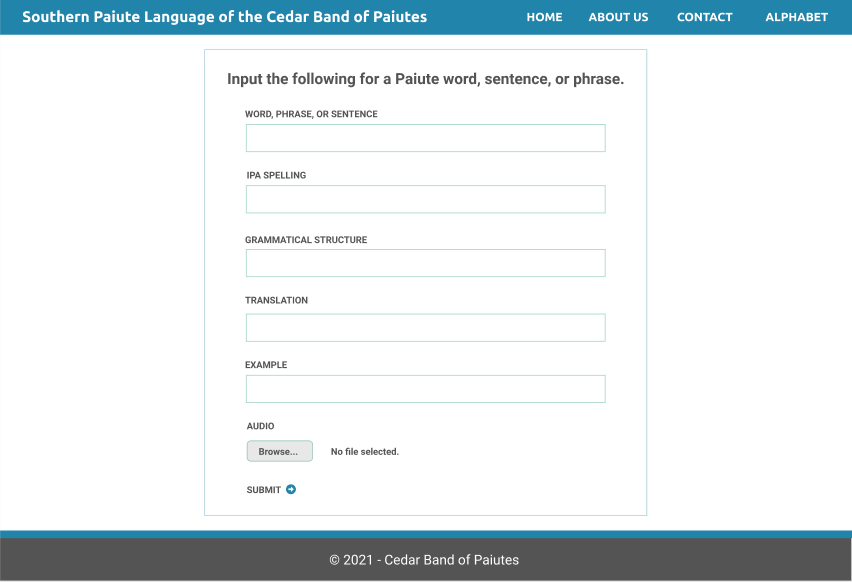 Southern Paiute Language of the Cedar Band of Paiutes HOME ABOUT US CONTACT ALPHABET
Input the following for a Paiute word, sentence, or phrase.
WORD, PHRASE, OR SENTENCE
IPA SPELLING
GRAMMATICAL STRUCTURE
TRANSLATION
EXAMPLE
AUDIO
Browse... No file selected.
SUBMIT
© 2021 - Cedar Band of Paiutes